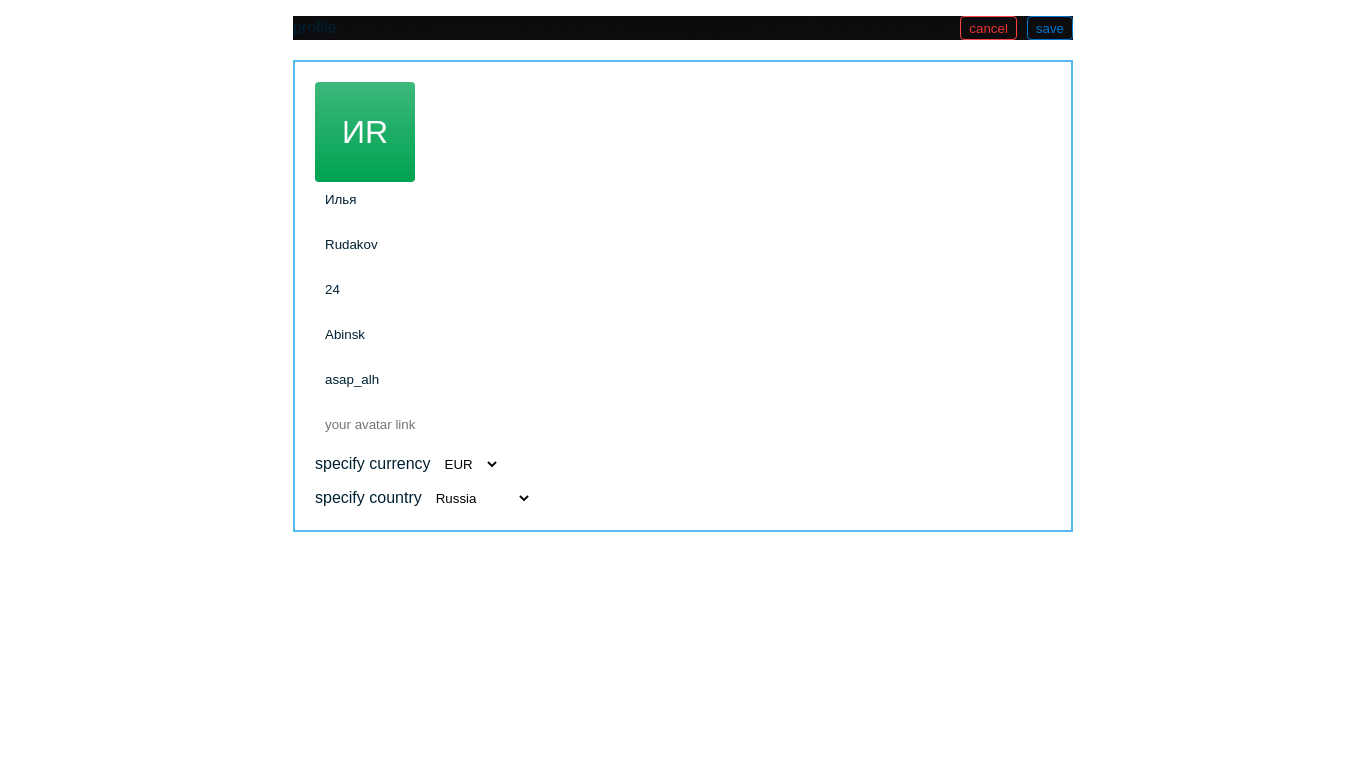 profile cancel save
ИR
Илья
Rudakov
24
Abinsk
asap_alh
your avatar link
specify currency EUR
specify country Russia